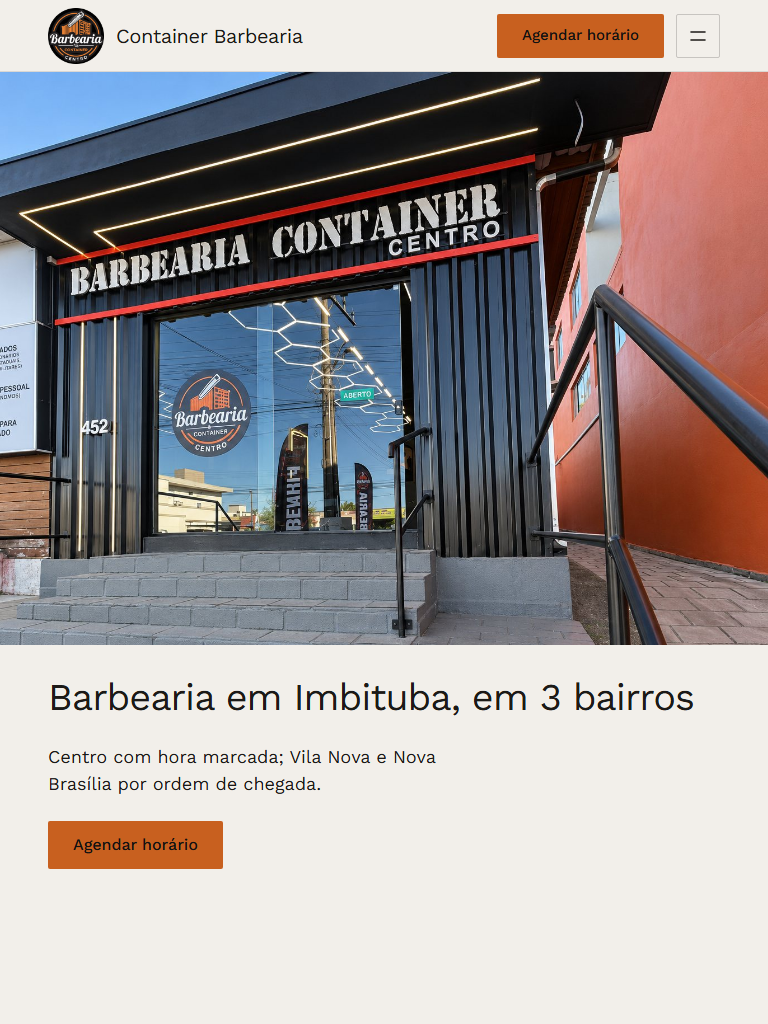 Barbearia
CONTAINER
CENTRO
Container Barbearia
Agendar horário
BARBEARIA CONTAINER
CENTRO
PESSOAL
452
ABERTO
Barbearia
CONTAINER
CENTRO
Barbearia em Imbituba, em 3 bairros
Centro com hora marcada; Vila Nova e Nova
Brasília por ordem de chegada.
Agendar horário